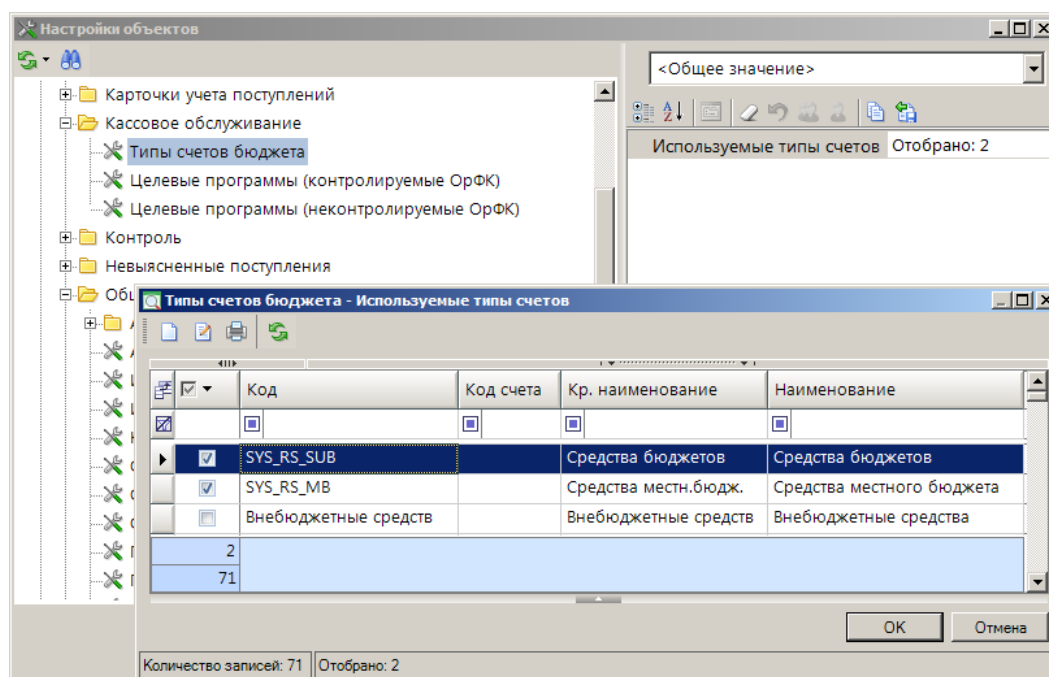 Настройки объектов
<Общее значение>
Карточки учета поступлений
Кассовое обслуживание
Типы счетов бюджета
Используемые типы счетов Отобрано: 2
Целевые программы (контролируемые ОрФК)
Целевые программы (неконтролируемые ОрФК)
Контроль
Невыясненные поступления
Типы счетов бюджета - Используемые типы счетов
Код Код счета Кр. наименование Наименование
SYS_RS_SUB Средства бюджетов Средства бюджетов
SYS_RS_MB Средства местн.бюдж. Средства местного бюджета
Внебюджетные средств Внебюджетные средств Внебюджетные средства
2
71
OK Отмена
Количество записей: 71 Отобрано: 2